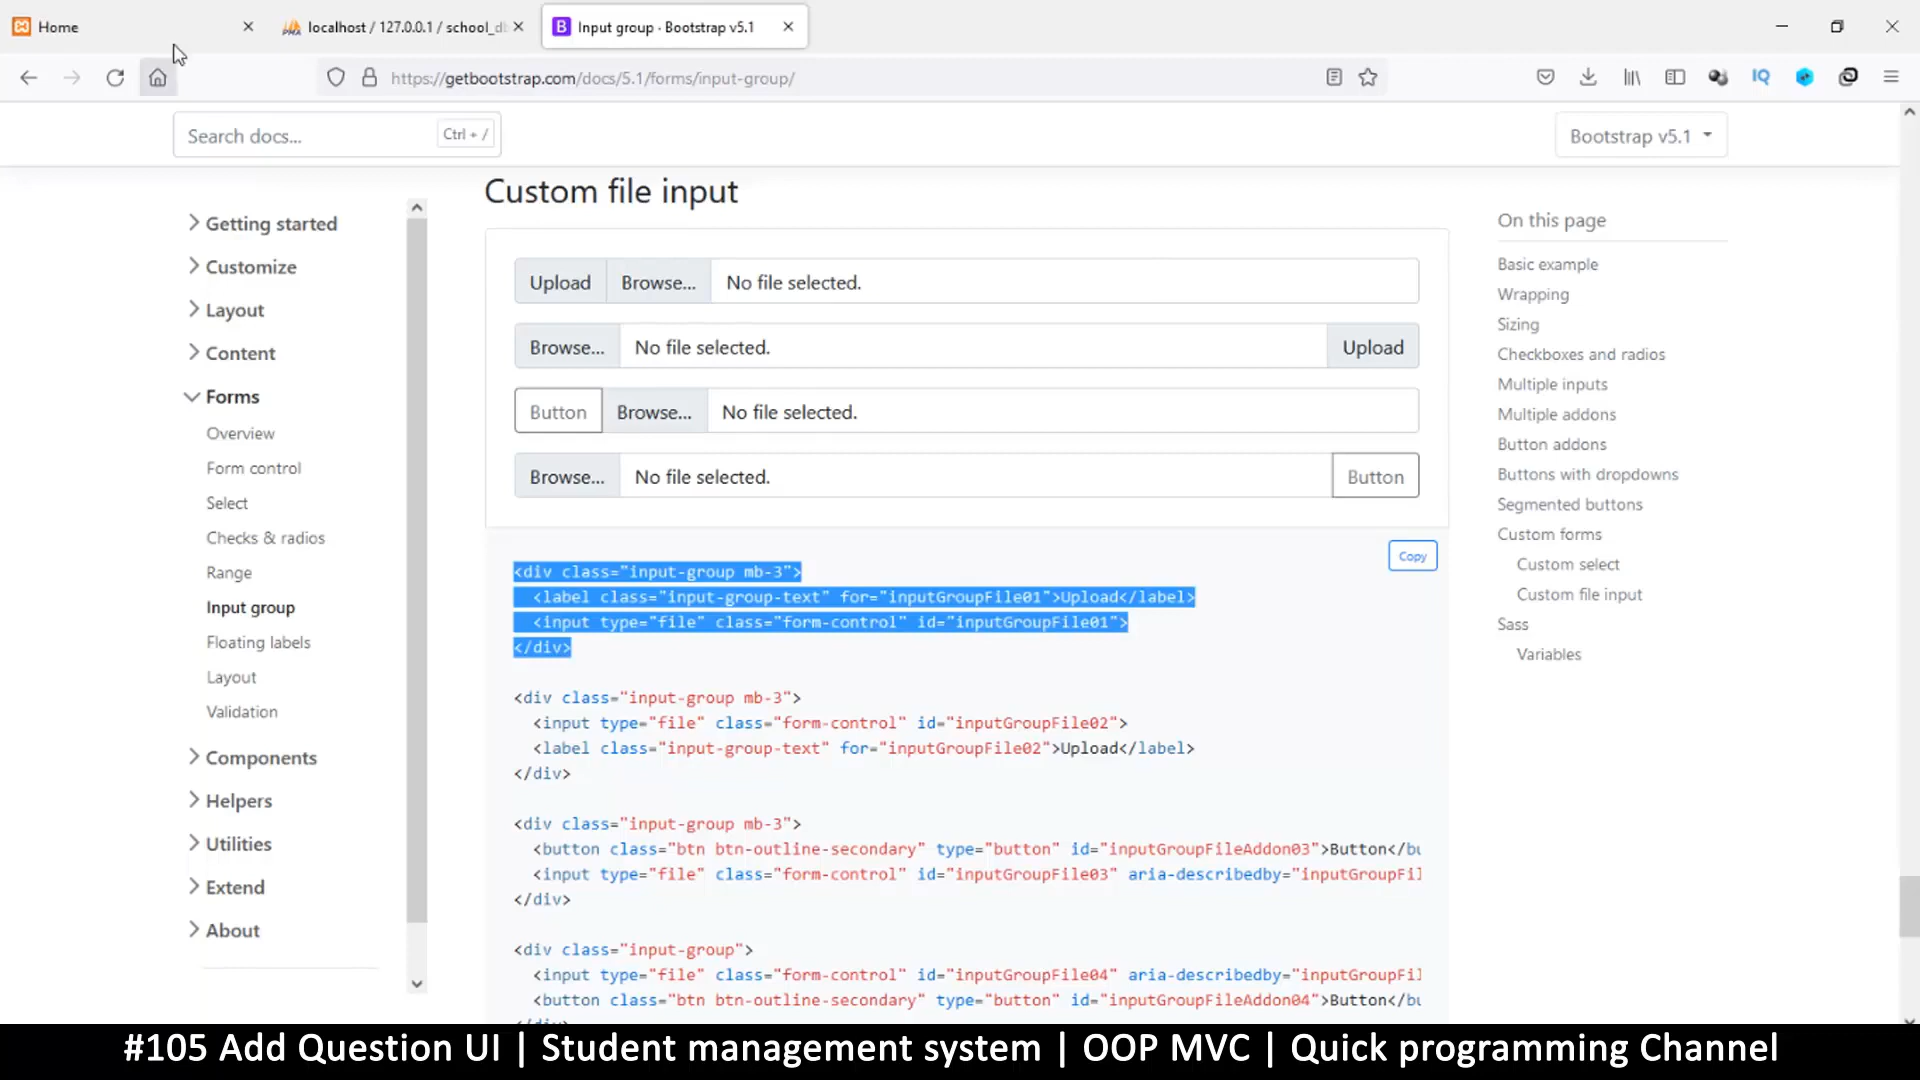 Home
localhost / 127.0.0.1 / school_d
Input group · Bootstrap v5.1
https://getbootstrap.com/docs/5.1/forms/input-group/
IQ
Search docs...
Ctrl + /
Bootstrap v5.1
Getting started
Customize
Layout
Content
Forms
Overview
Form control
Select
Checks & radios
Range
Input group
Floating labels
Layout
Validation
Components
Helpers
Utilities
Extend
About
Custom file input
Upload Browse... No file selected.
Browse... No file selected. Upload
Button Browse... No file selected.
Browse... No file selected. Button
Copy
<div class="input-group mb-3">
<label class="input-group-text" for="inputGroupFile01">Upload</label>
<input type="file" class="form-control" id="inputGroupFile01">
</div>
<div class="input-group mb-3">
<input type="file" class="form-control" id="inputGroupFile02">
<label class="input-group-text" for="inputGroupFile02">Upload</label>
</div>
<div class="input-group mb-3">
<button class="btn btn-outline-secondary" type="button" id="inputGroupFileAddon03">Button</bu
<input type="file" class="form-control" id="inputGroupFile03" aria-describedby="inputGroupFil
</div>
<div class="input-group">
<input type="file" class="form-control" id="inputGroupFile04" aria-describedby="inputGroupFil
<button class="btn btn-outline-secondary" type="button" id="inputGroupFileAddon04">Button</bu
On this page
Basic example
Wrapping
Sizing
Checkboxes and radios
Multiple inputs
Multiple addons
Button addons
Buttons with dropdowns
Segmented buttons
Custom forms
Custom select
Custom file input
Sass
Variables
#105 Add Question UI | Student management system | OOP MVC | Quick programming Channel